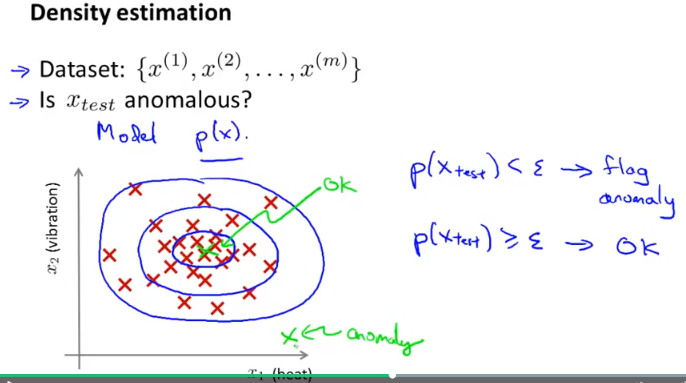 Density estimation
→ Dataset: {x^(1), x^(2), . . . , x^(m)}
→ Is x_test anomalous?
Model p(x).
p(x_test) < ε → flag
anomaly
p(x_test) ≥ ε → OK
OK
x_2 (vibration)
anomaly
x_1 (heat)